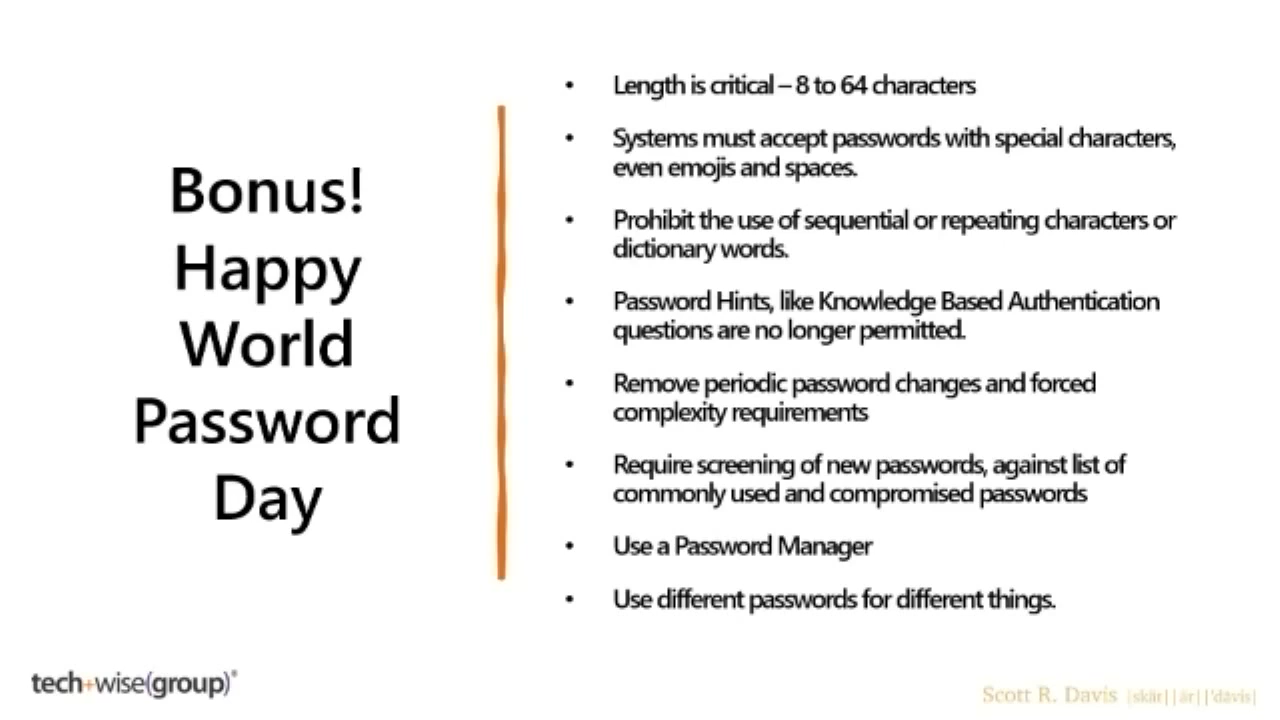 Bonus!
Happy
World
Password
Day
• Length is critical – 8 to 64 characters
• Systems must accept passwords with special characters,
even emojis and spaces.
• Prohibit the use of sequential or repeating characters or
dictionary words.
• Password Hints, like Knowledge Based Authentication
questions are no longer permitted.
• Remove periodic password changes and forced
complexity requirements
• Require screening of new passwords, against list of
commonly used and compromised passwords
• Use a Password Manager
• Use different passwords for different things.
tech+wise(group)®
Scott R. Davis